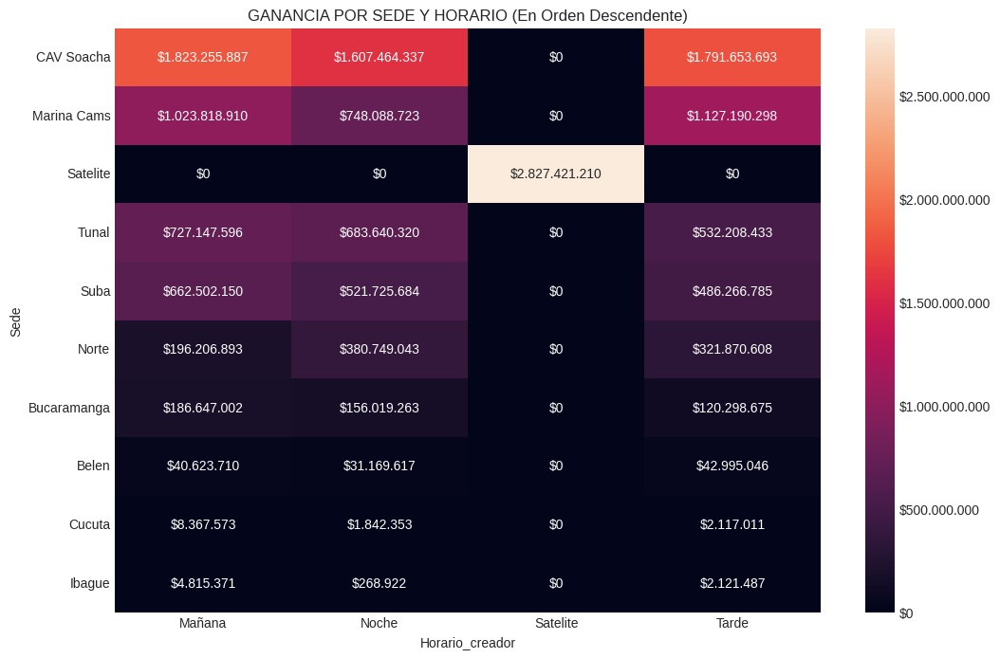 GANANCIA POR SEDE Y HORARIO (En Orden Descendente)
CAV Soacha $1.823.255.887 $1.607.464.337 $0 $1.791.653.693
Marina Cams $1.023.818.910 $748.088.723 $0 $1.127.190.298
Satelite $0 $0 $2.827.421.210 $0
Tunal $727.147.596 $683.640.320 $0 $532.208.433
Suba $662.502.150 $521.725.684 $0 $486.266.785
Norte $196.206.893 $380.749.043 $0 $321.870.608
Bucaramanga $186.647.002 $156.019.263 $0 $120.298.675
Belen $40.623.710 $31.169.617 $0 $42.995.046
Cucuta $8.367.573 $1.842.353 $0 $2.117.011
Ibague $4.815.371 $268.922 $0 $2.121.487
Mañana Noche Satelite Tarde
Horario_creador
Sede
$2.500.000.000
$2.000.000.000
$1.500.000.000
$1.000.000.000
$500.000.000
$0